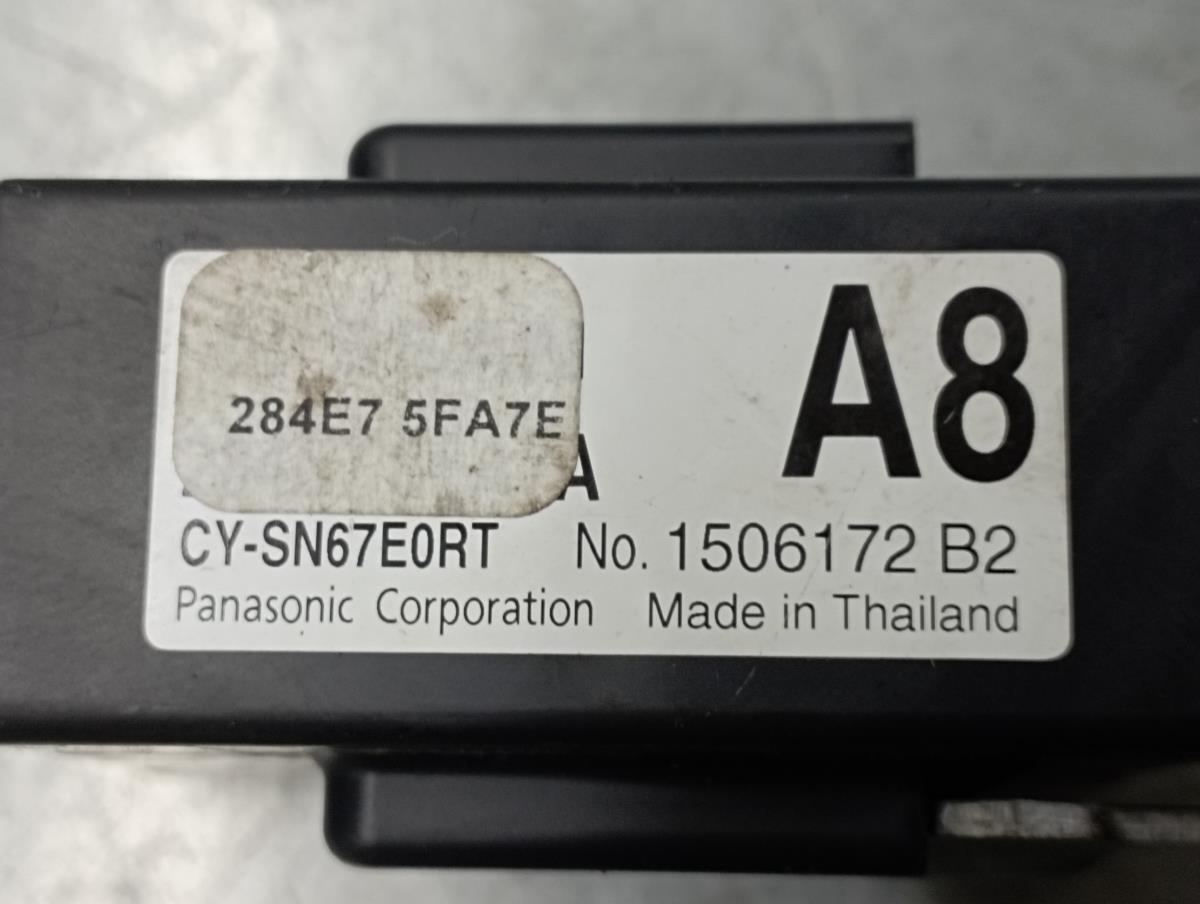 A8
284E7 5FA7E
A
CY-SN67E0RT No. 1506172 B2
Panasonic Corporation Made in Thailand